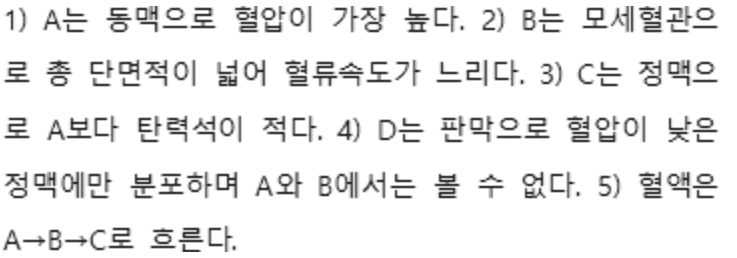 1) A는 동맥으로 혈압이 가장 높다. 2) B는 모세혈관으
로 총 단면적이 넓어 혈류속도가 느리다. 3) C는 정맥으
로 A보다 탄력석이 적다. 4) D는 판막으로 혈압이 낮은
정맥에만 분포하며 A와 B에서는 볼 수 없다. 5) 혈액은
A→B→C로 흐른다.